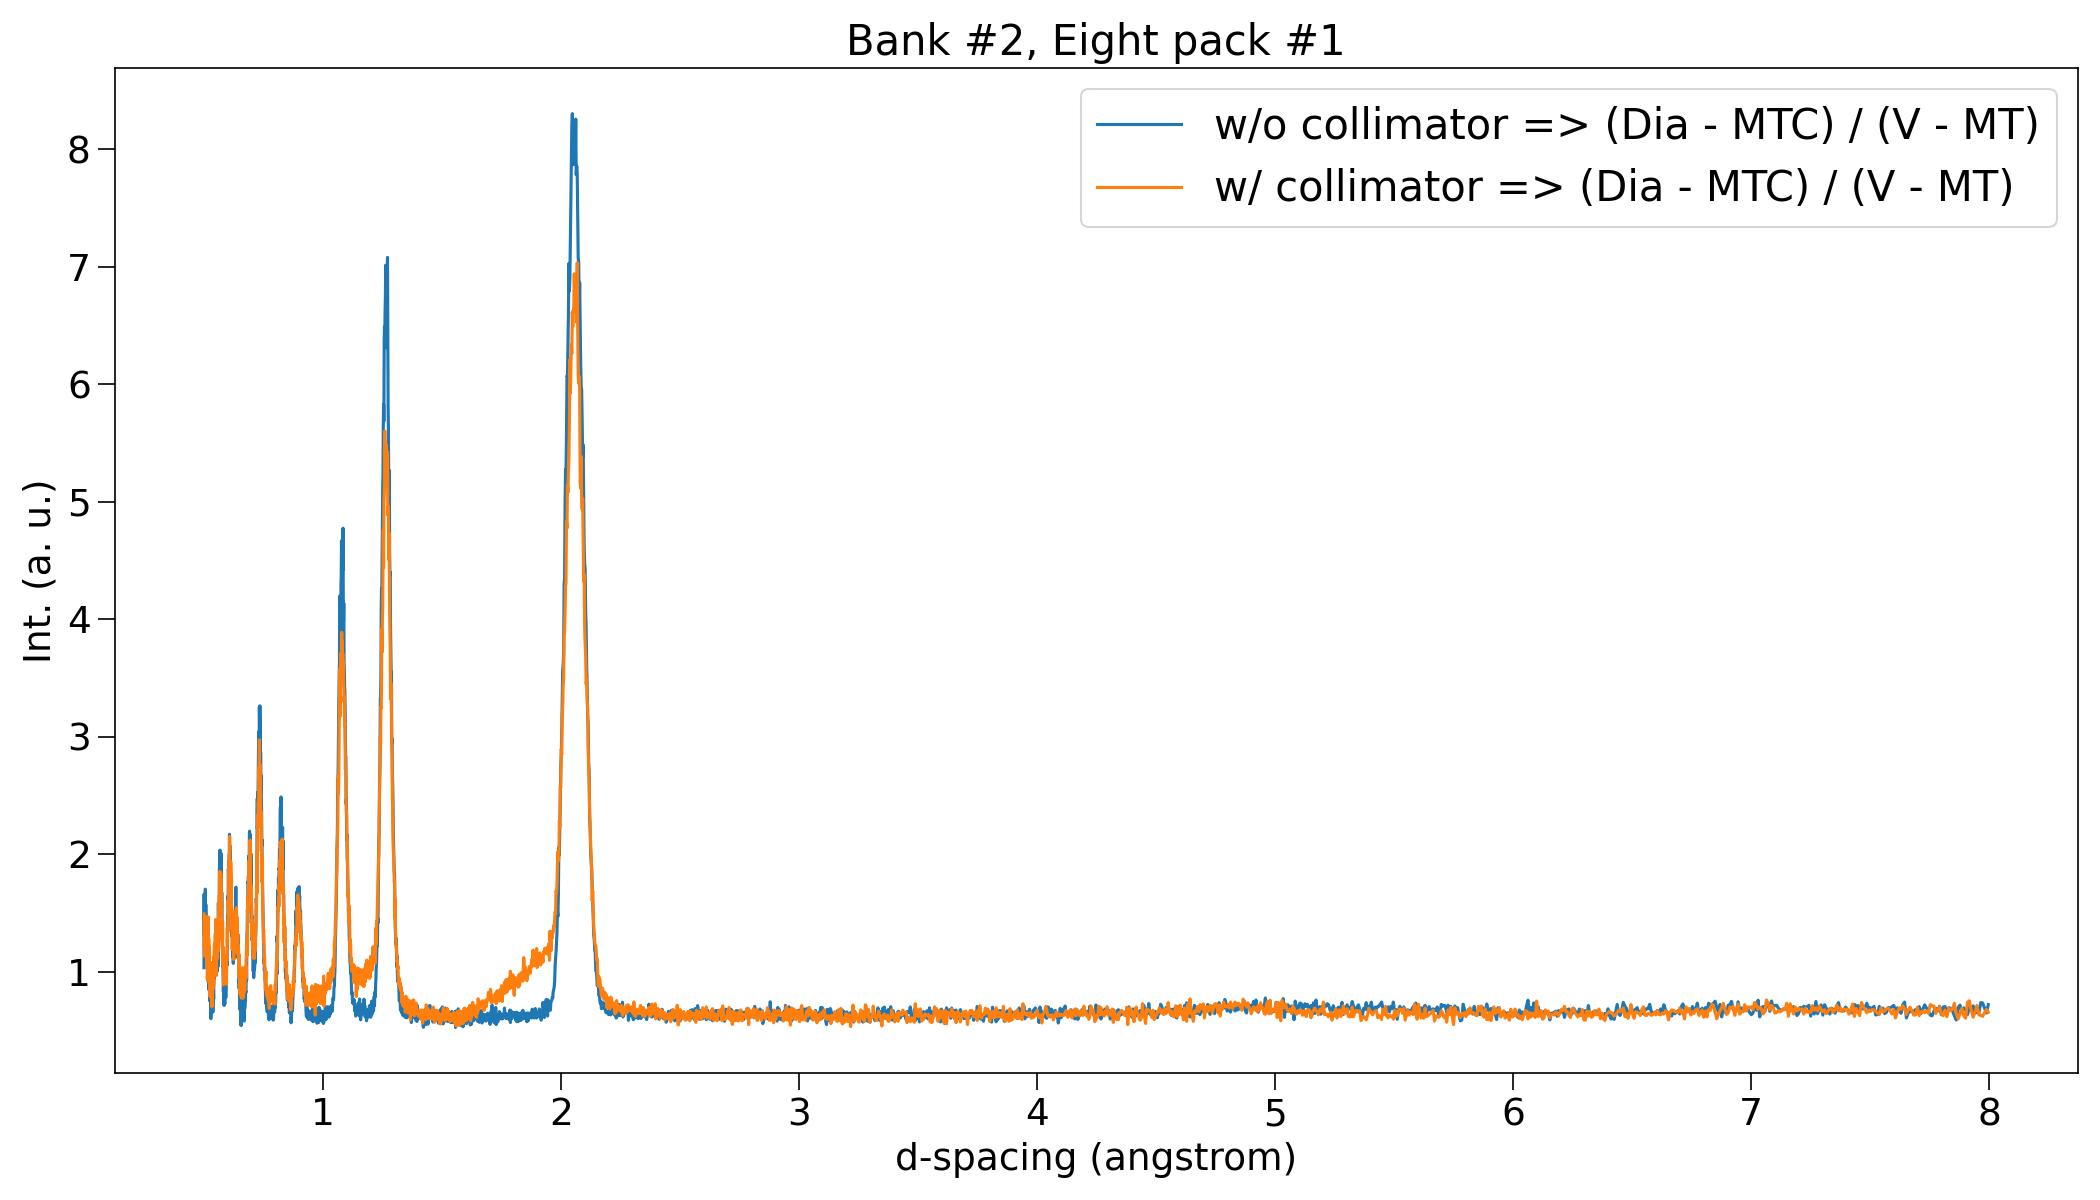 Bank #2, Eight pack #1
w/o collimator => (Dia - MTC) / (V - MT)
w/ collimator => (Dia - MTC) / (V - MT)
Int. (a. u.)
8
7
6
5
4
3
2
1
1 2 3 4 5 6 7 8
d-spacing (angstrom)